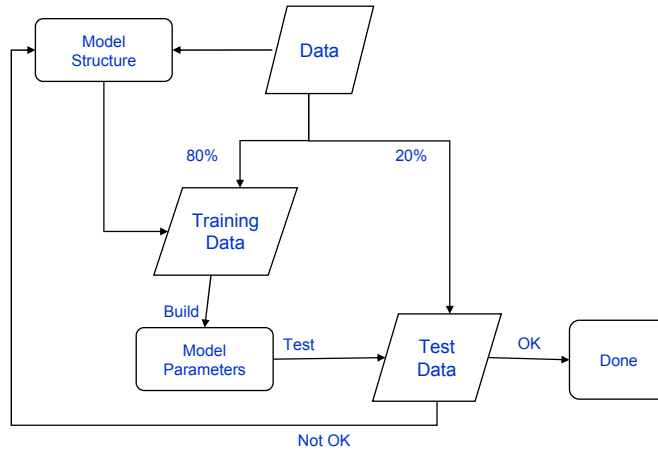 Model
Structure
Data
80%
20%
Training
Data
Build
Model
Parameters
Test
Test
Data
OK
Done
Not OK